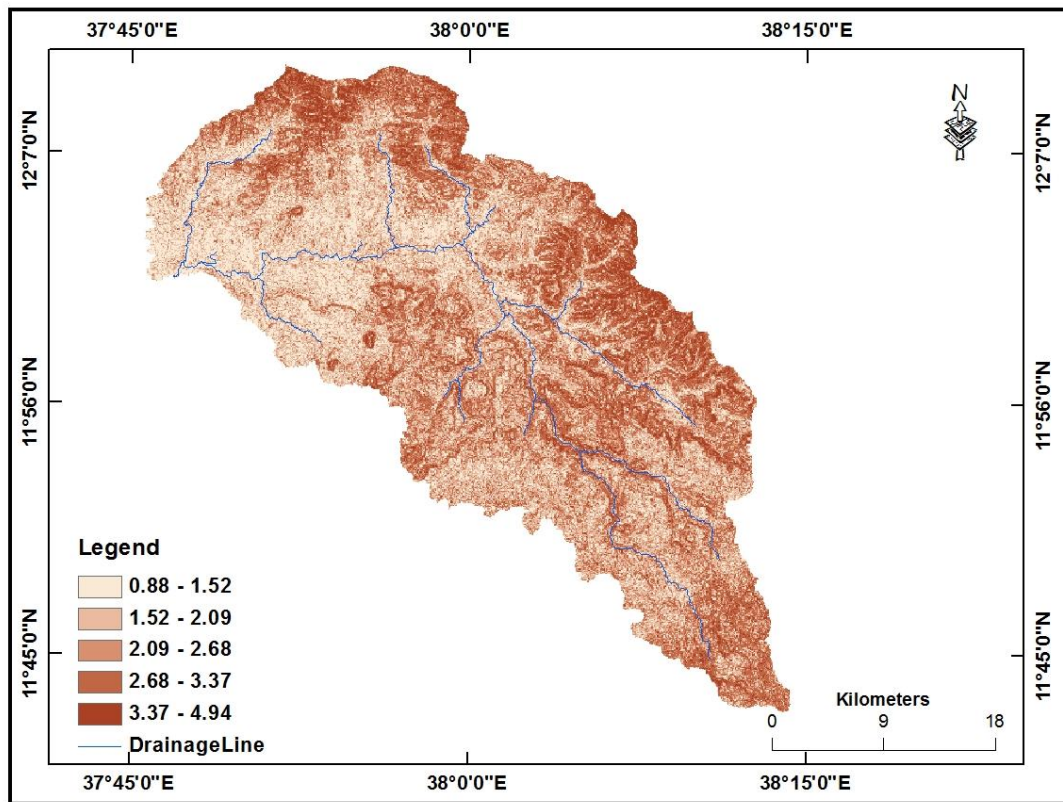 37°45'0"E 38°0'0"E 38°15'0"E
N
12°7'0"N 12°7'0"N
11°56'0"N 11°56'0"N
11°45'0"N 11°45'0"N
Legend
0.88 - 1.52
1.52 - 2.09
2.09 - 2.68
2.68 - 3.37
3.37 - 4.94
DrainageLine
Kilometers
0 9 18
37°45'0"E 38°0'0"E 38°15'0"E